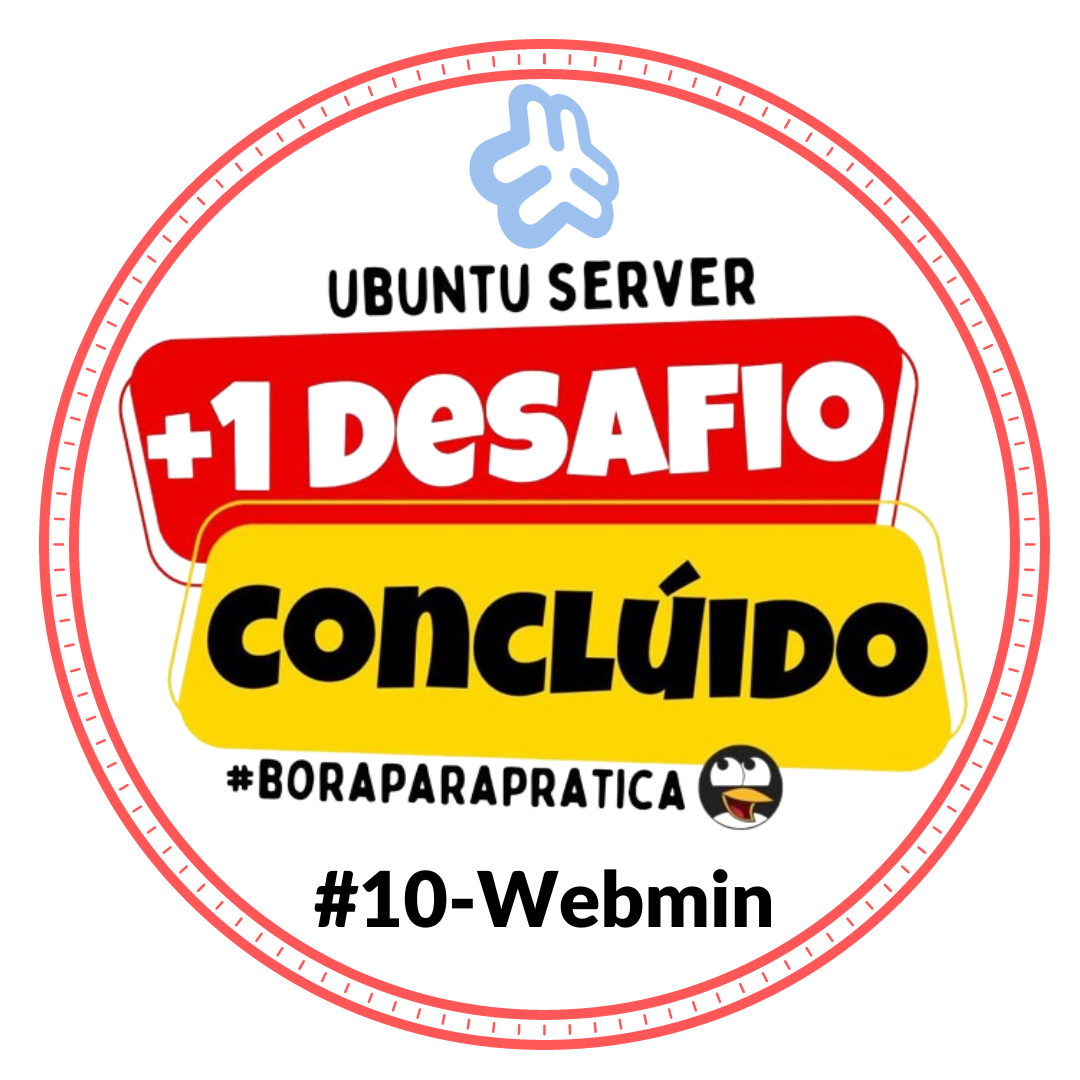 UBUNTU SERVER
+1 DeSAFIO
CONCLÚIDO
#BORAPARAPRATICA
#10-Webmin